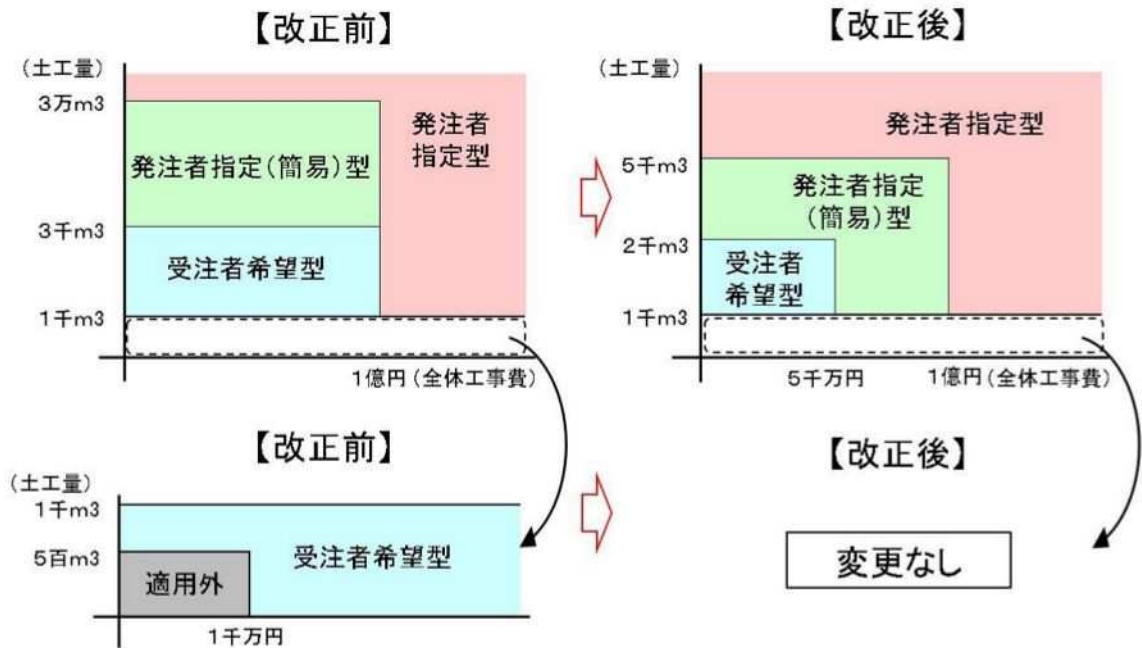 【改正前】
(土工量)
3万m3
発注者指定(簡易)型
発注者
指定型
3千m3
受注者希望型
1千m3
1億円(全体工事費)
【改正後】
(土工量)
発注者指定型
5千m3
発注者指定
(簡易)型
2千m3
受注者
希望型
1千m3
5千万円
1億円(全体工事費)
【改正前】
(土工量)
1千m3
受注者希望型
5百m3
適用外
1千万円
【改正後】
変更なし